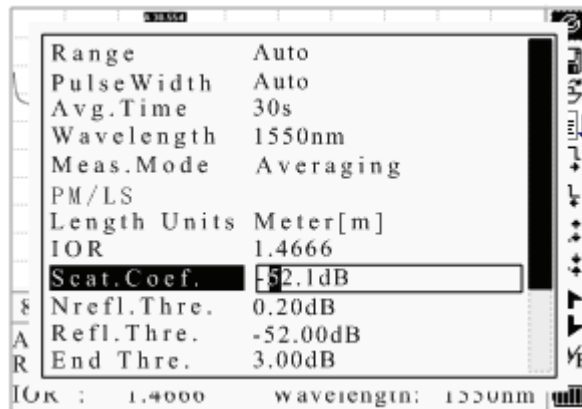 Range Auto
PulseWidth Auto
Avg.Time 30s
Wavelength 1550nm
Meas.Mode Averaging
PM/LS
Length Units Meter[m]
IOR 1.4666
Scat.Coef. -52.1dB
Nrefl.Thre. 0.20dB
Refl.Thre. -52.00dB
End Thre. 3.00dB
IOR : 1.4666 Wavelength: 1550nm